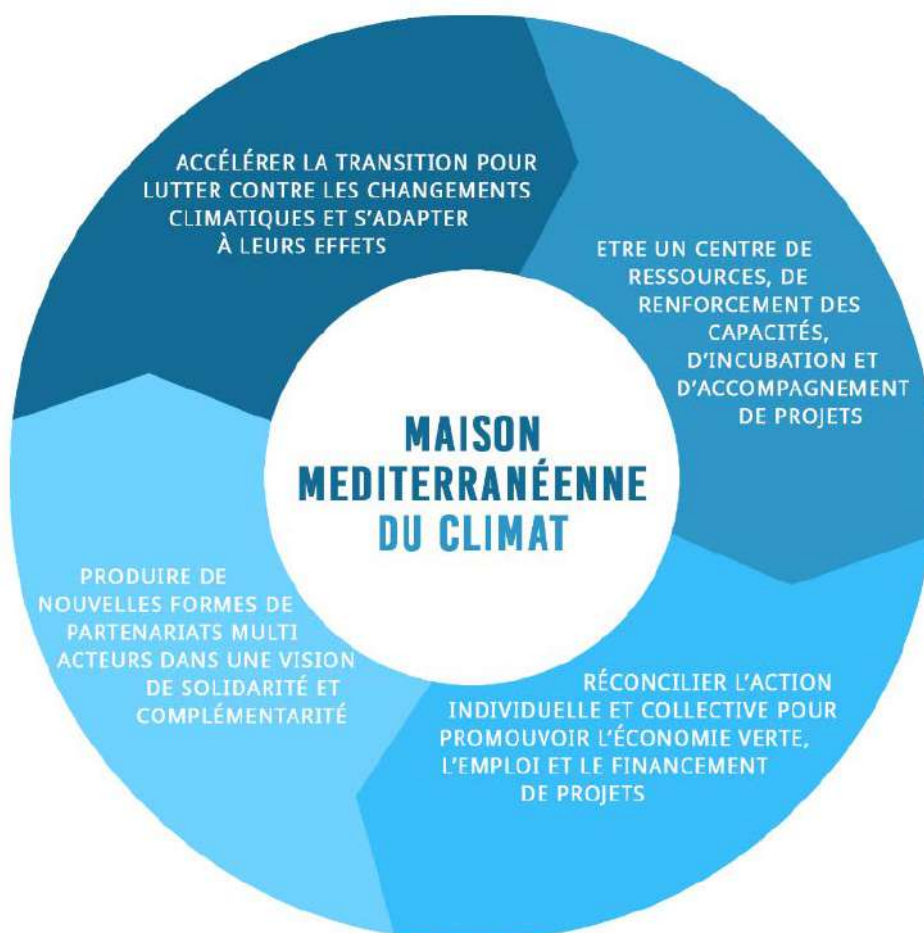 ACCÉLÉRER LA TRANSITION POUR
LUTTER CONTRE LES CHANGEMENTS
CLIMATIQUES ET S'ADAPTER
À LEURS EFFETS
ETRE UN CENTRE DE
RESSOURCES, DE
RENFORCEMENT DES
CAPACITÉS,
D'INCUBATION ET
D'ACCOMPAGNEMENT
DE PROJETS
MAISON
MEDITERRANÉENNE
DU CLIMAT
PRODUIRE DE
NOUVELLES FORMES DE
PARTENARIATS MULTI
ACTEURS DANS UNE VISION
DE SOLIDARITÉ ET
COMPLÉMENTARITÉ
RÉCONCILIER L'ACTION
INDIVIDUELLE ET COLLECTIVE POUR
PROMOUVOIR L'ÉCONOMIE VERTE,
L'EMPLOI ET LE FINANCEMENT
DE PROJETS